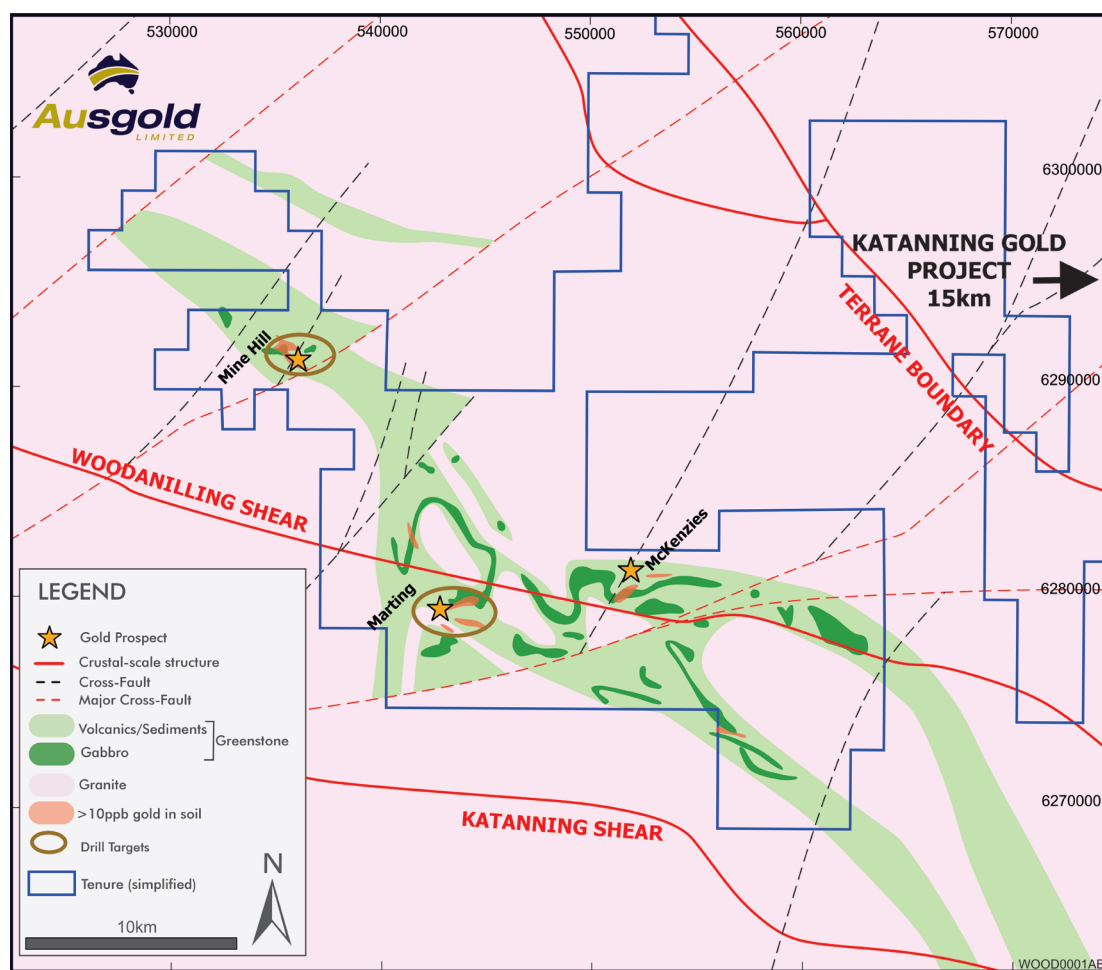 530000
540000
550000
560000
570000
Ausgold
LIMITED
6300000
KATANNING GOLD
PROJECT
15km
TERRANE BOUNDARY
Mine Hill
6290000
WOODANILLING SHEAR
McKenzies
Marting
6280000
LEGEND
Gold Prospect
Crustal-scale structure
Cross-Fault
Major Cross-Fault
Volcanics/Sediments
Greenstone
Gabbro
Granite
>10ppb gold in soil
Drill Targets
Tenure (simplified)
N
10km
6270000
KATANNING SHEAR